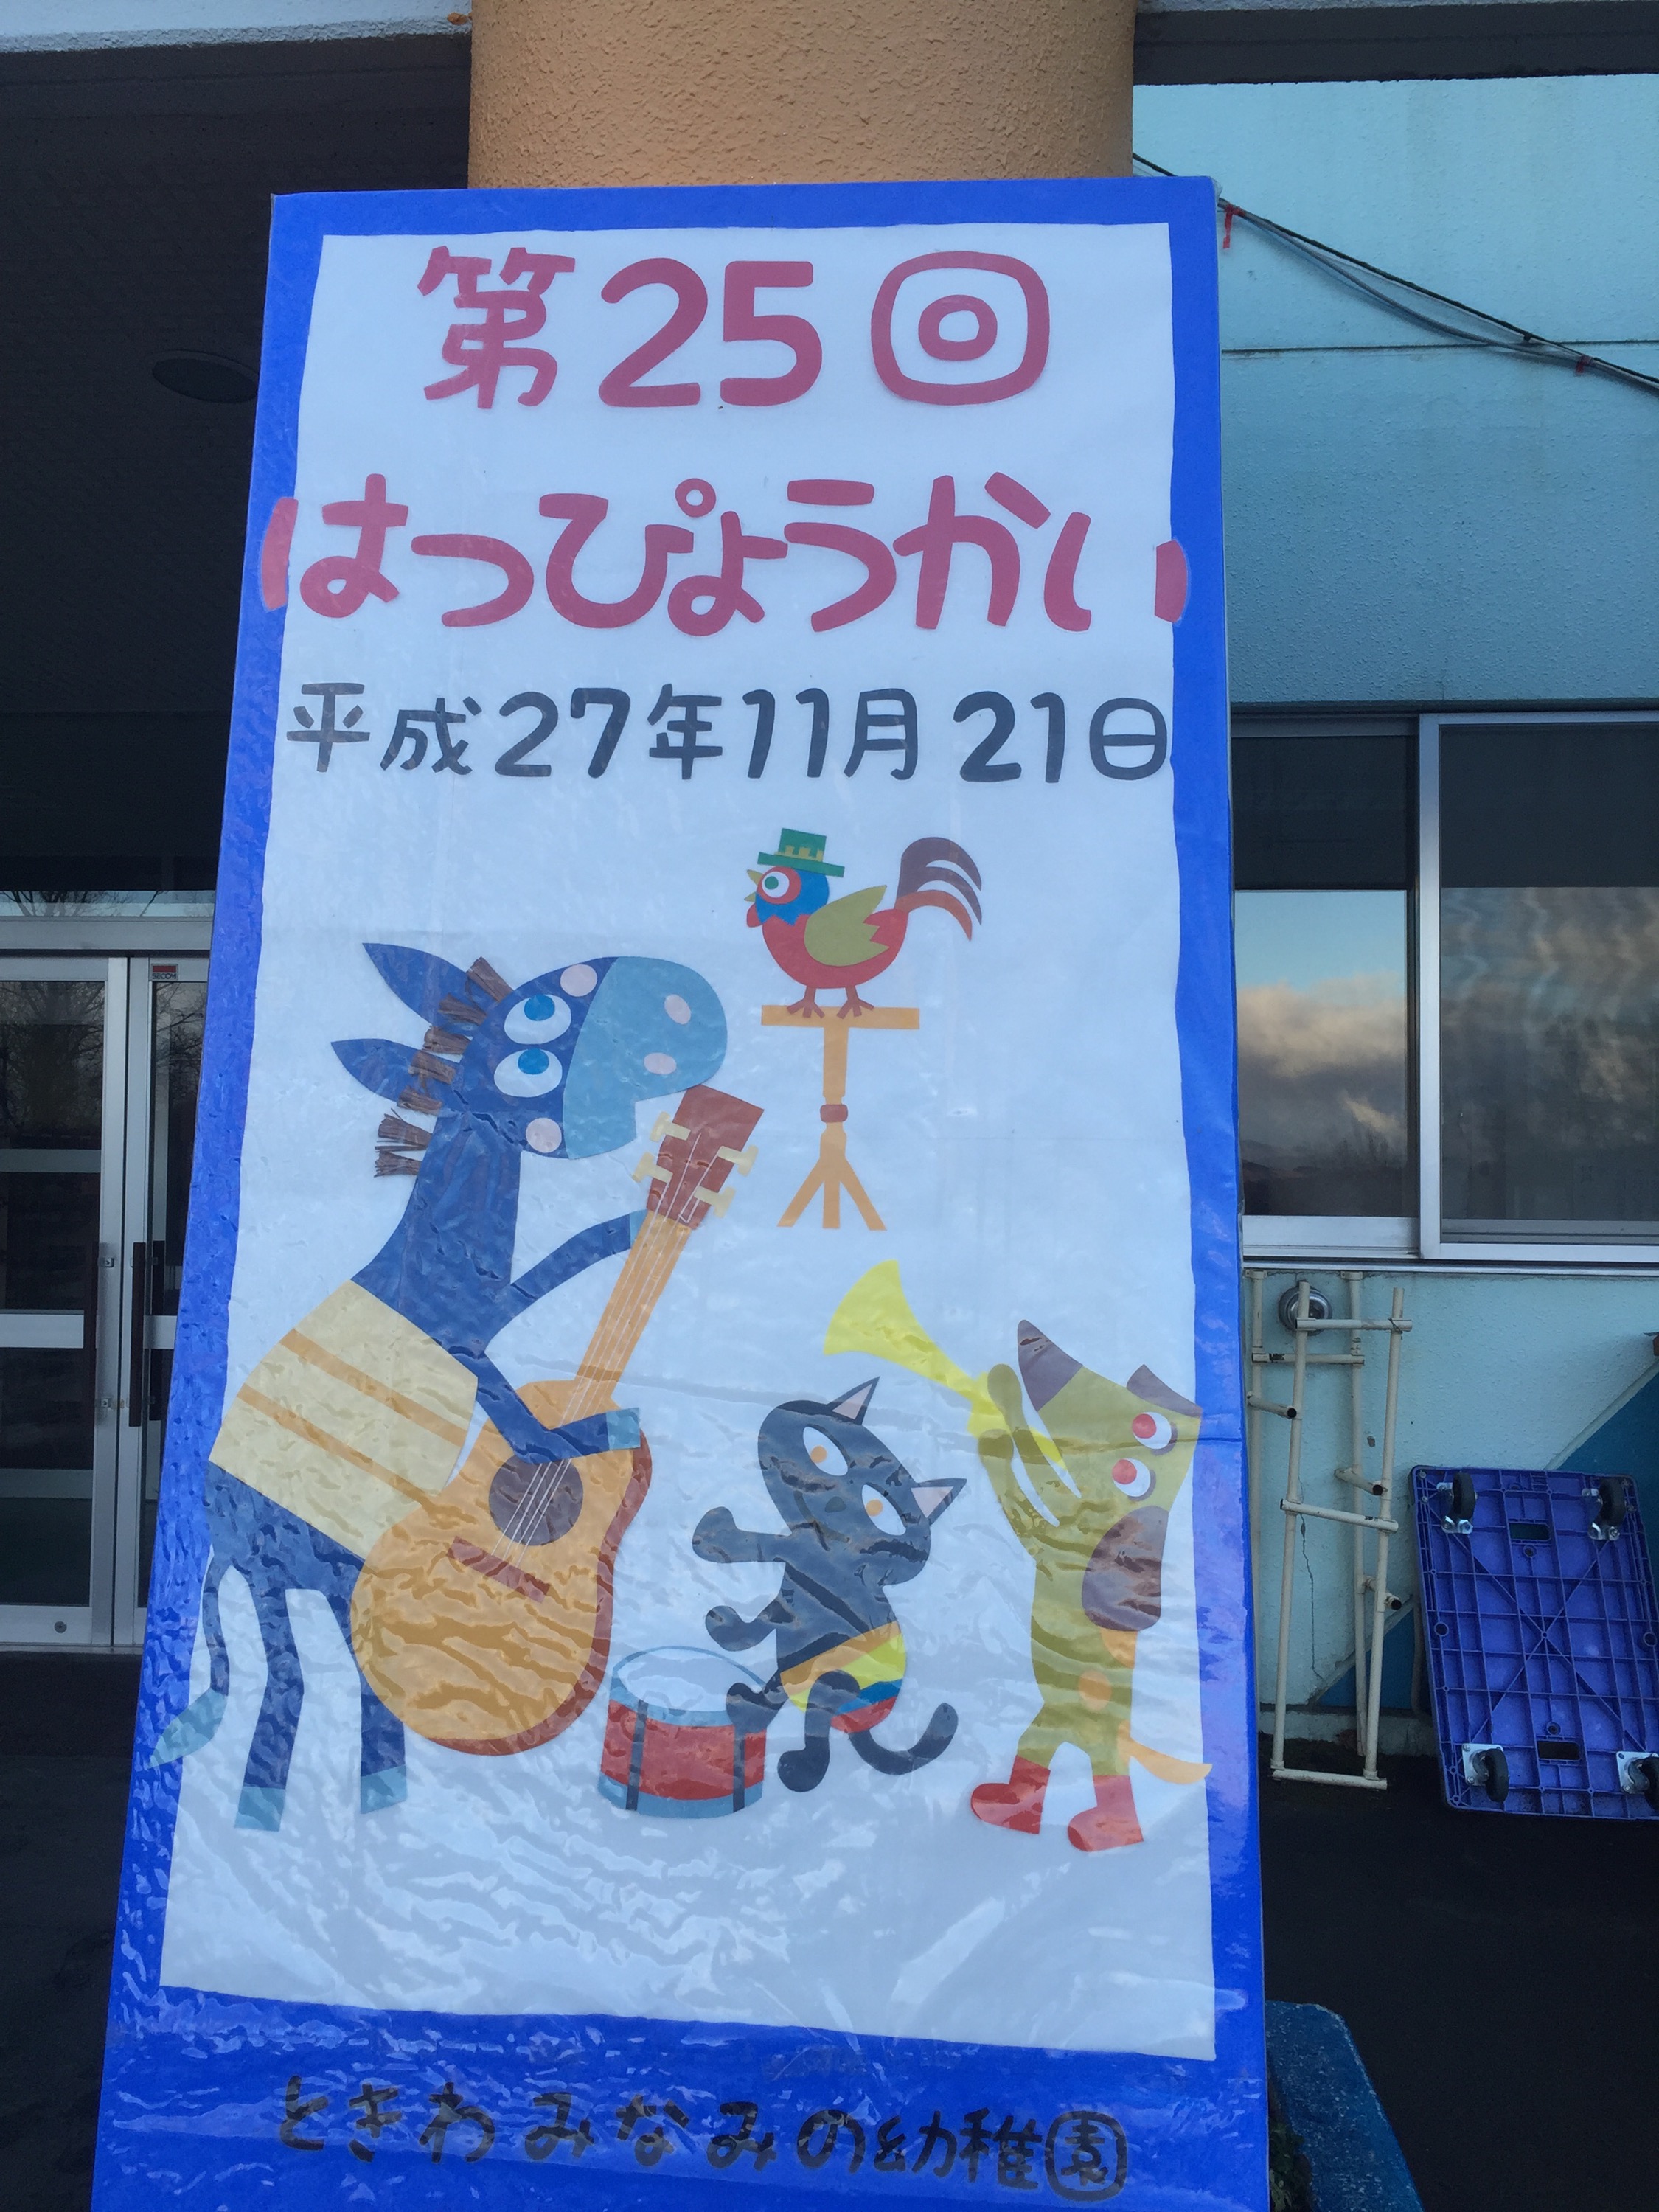 第25回
はっぴょうかい
平成27年11月21日
SECOM
ときわみなみの幼稚園